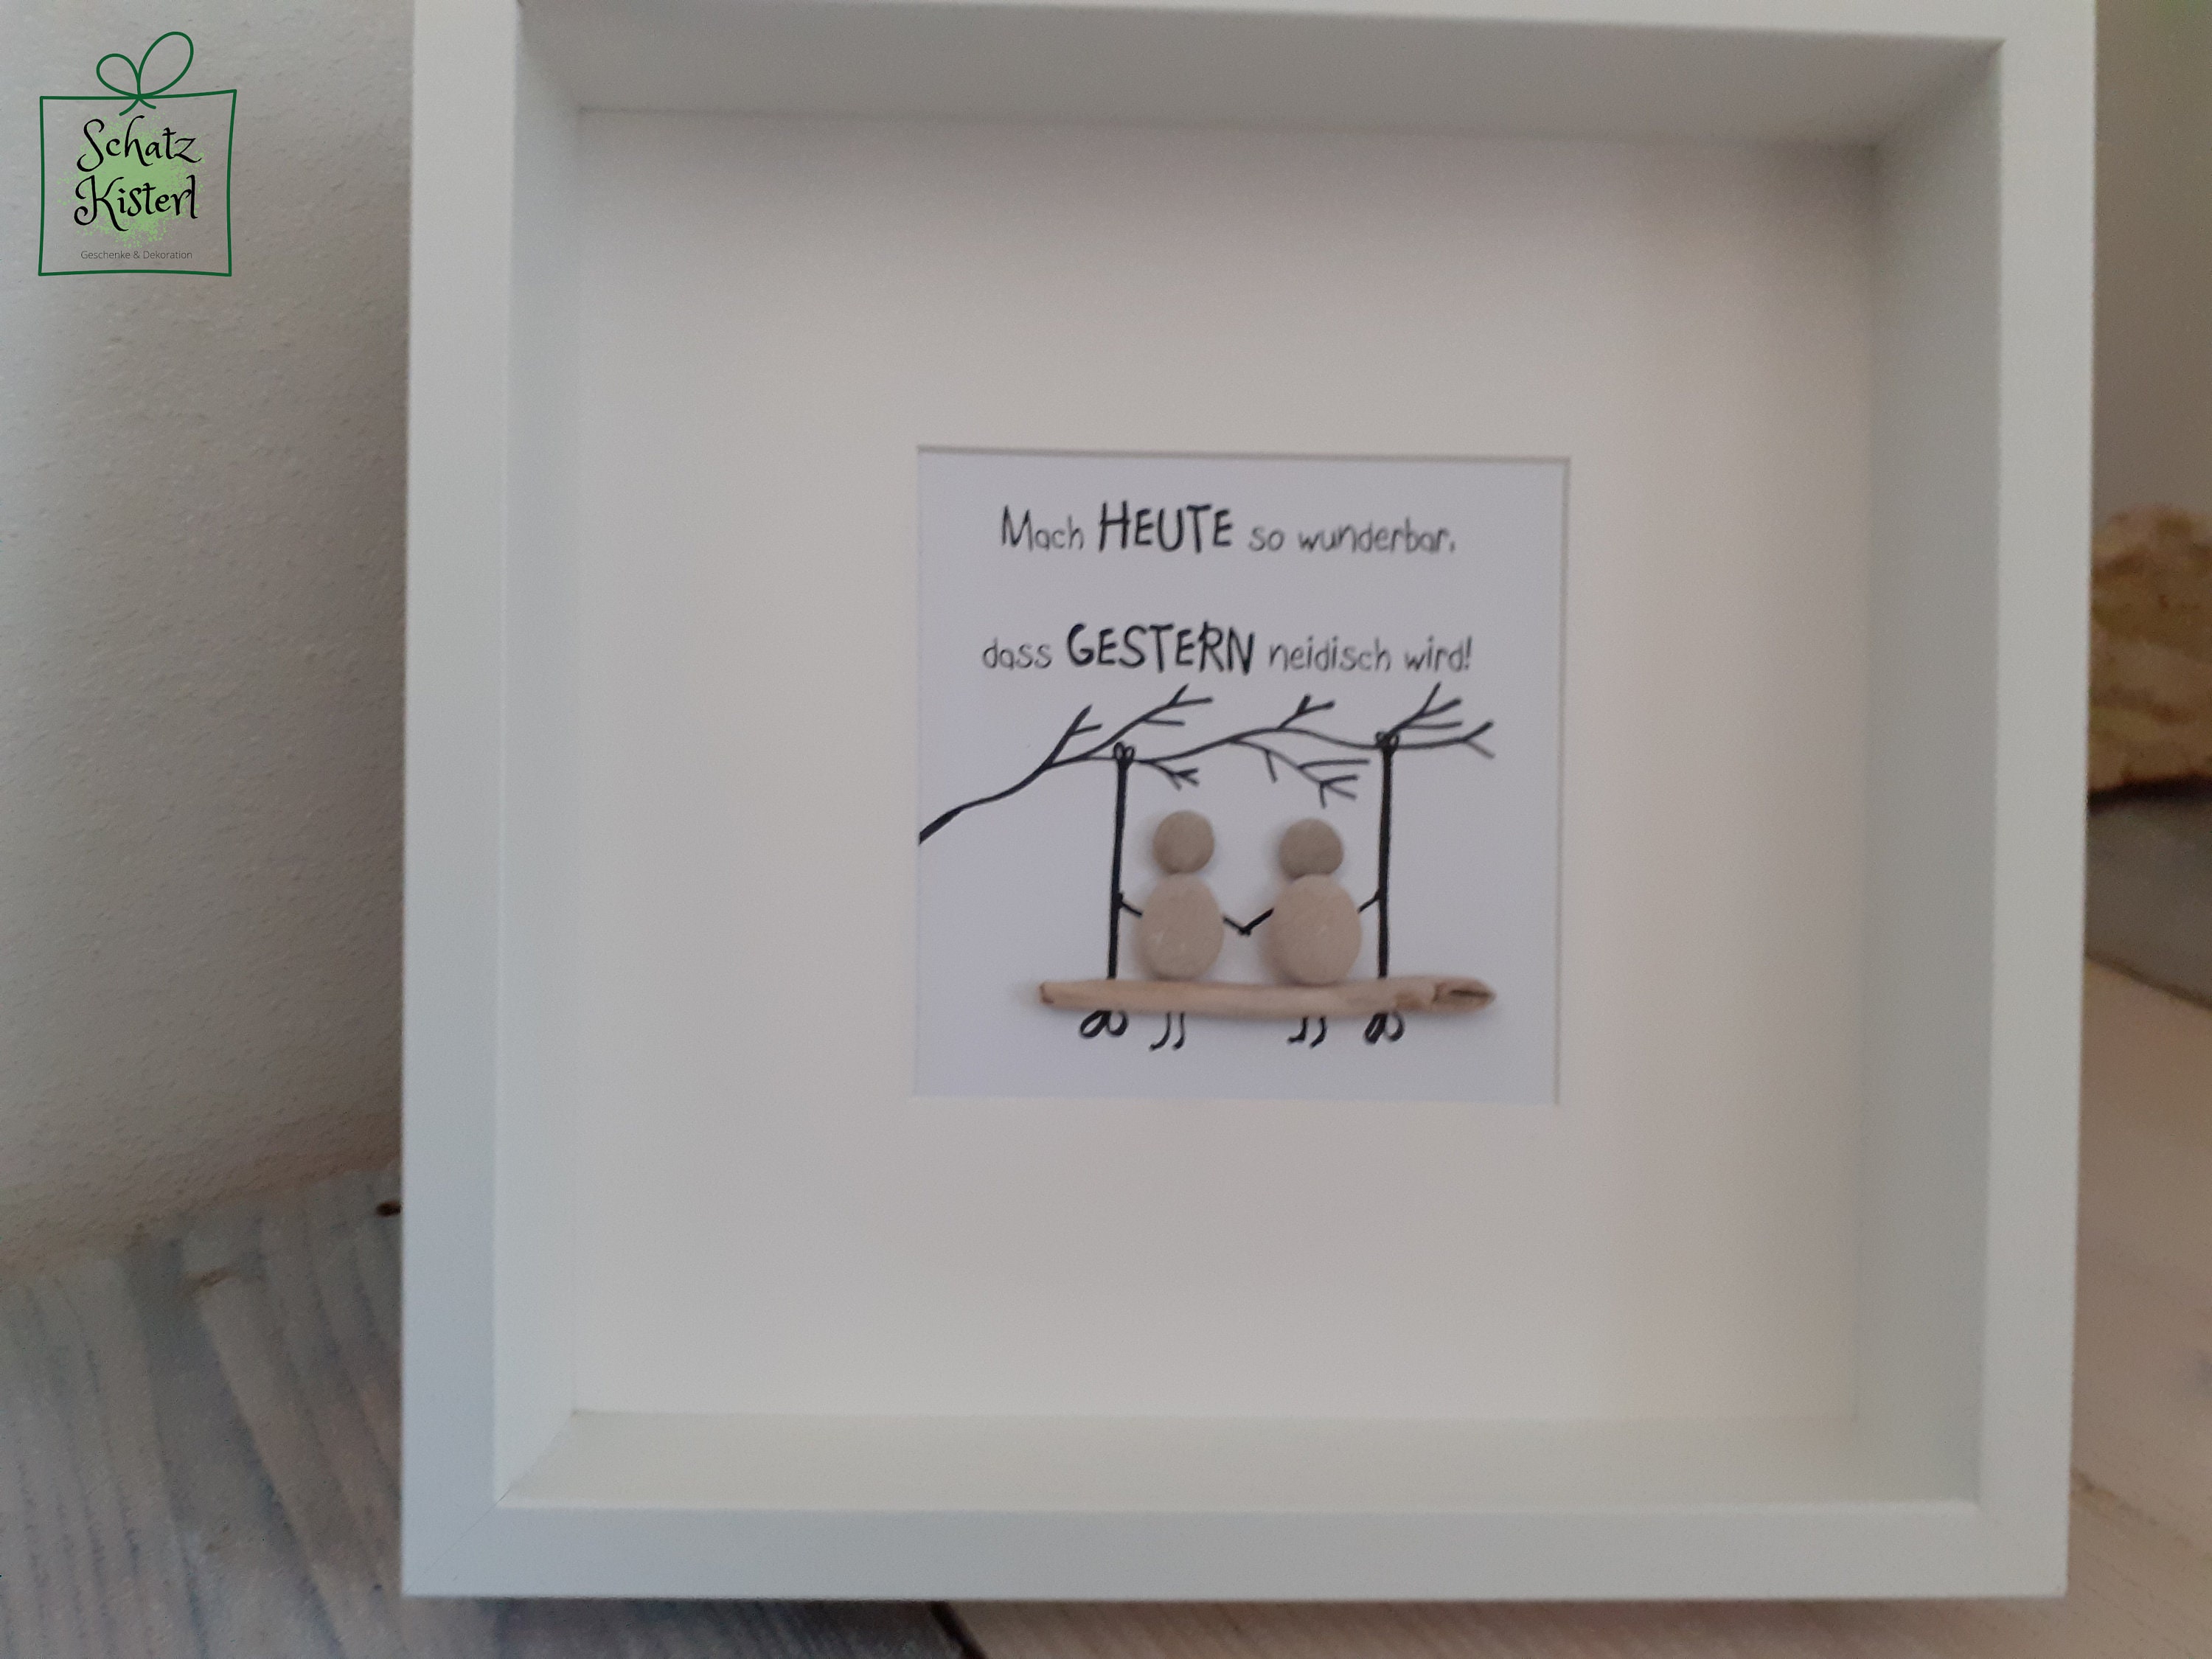 Schatz
Kisterl
Geschenke & Dekoration
Mach HEUTE so wunderbar,
dass GESTERN neidisch wird!